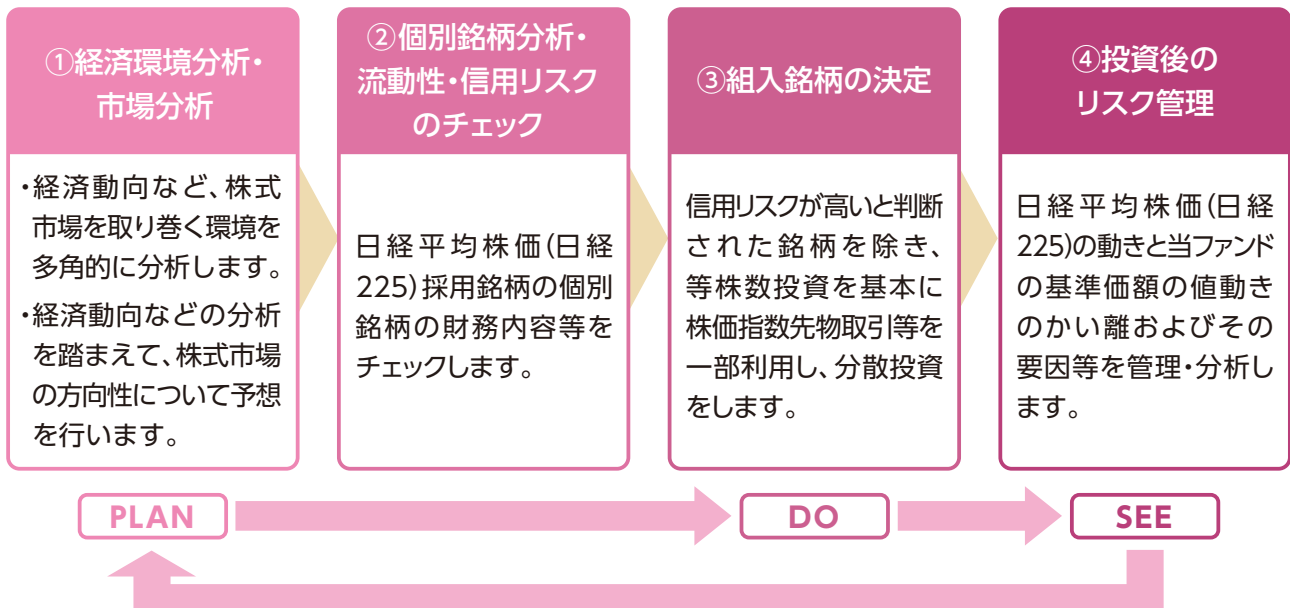 ①経済環境分析・
市場分析
・経済動向など、株式
市場を取り巻く環境を
多角的に分析します。
・経済動向などの分析
を踏まえて、株式市場
の方向性について予想
を行います。
②個別銘柄分析・
流動性・信用リスク
のチェック
日経平均株価(日経
225)採用銘柄の個別
銘柄の財務内容等を
チェックします。
③組入銘柄の決定
信用リスクが高いと判断
された銘柄を除き、
等株数投資を基本に
株価指数先物取引等を
一部利用し、分散投資
をします。
④投資後の
リスク管理
日経平均株価(日経
225)の動きと当ファンド
の基準価額の値動き
のかい離およびその
要因等を管理・分析し
ます。
PLAN
DO
SEE